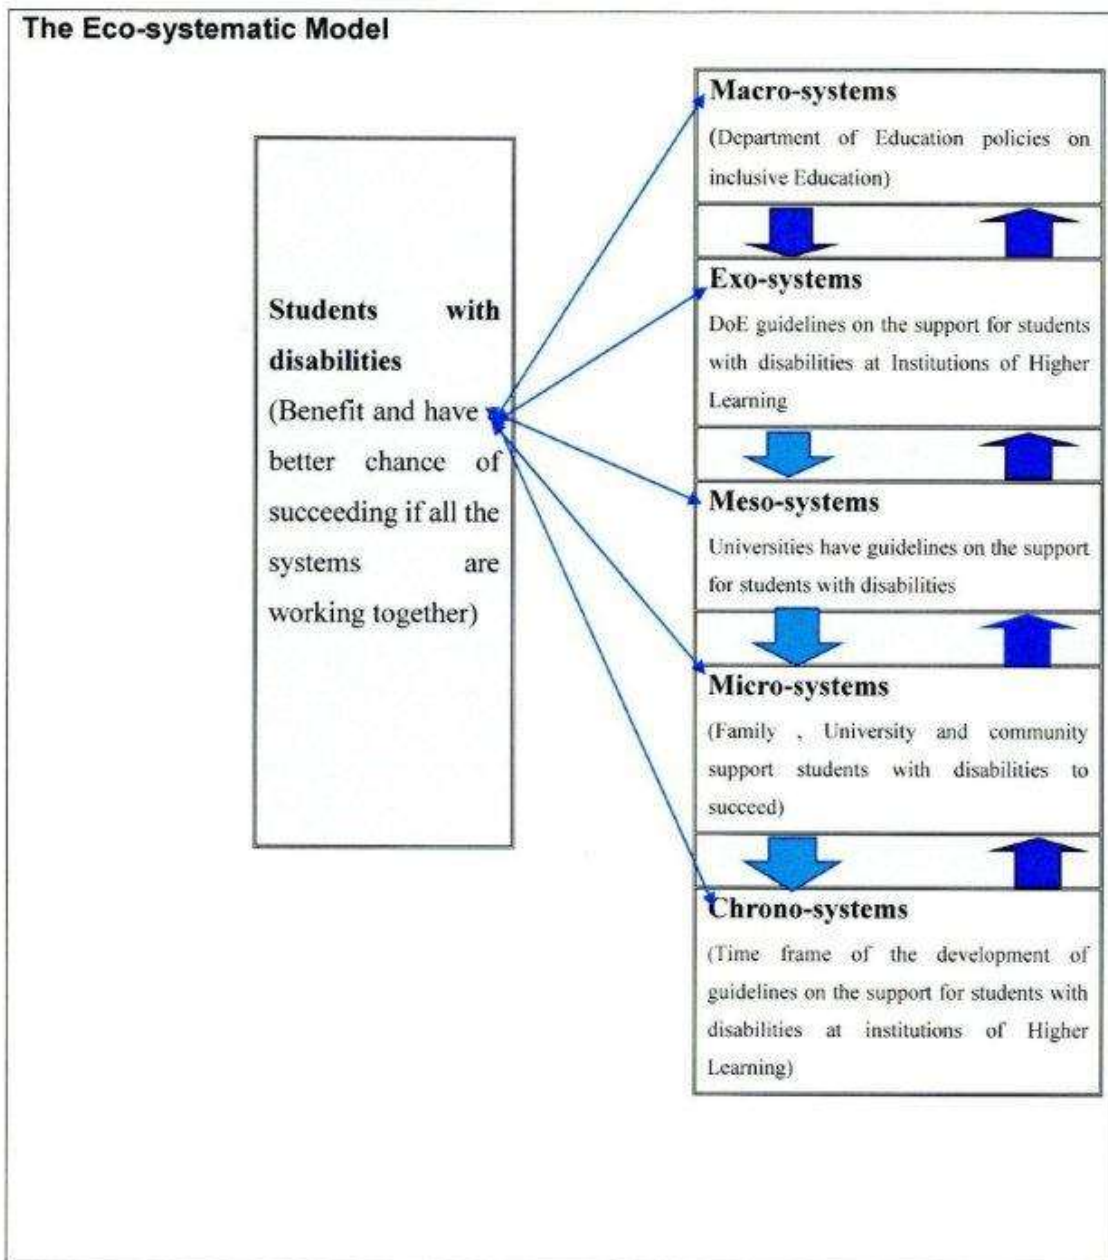 The Eco-systematic Model
Students with
disabilities
(Benefit and have
better chance of
succeeding if all the
systems are
working together)
Macro-systems
(Department of Education policies on
inclusive Education)
Exo-systems
DoE guidelines on the support for students
with disabilities at Institutions of Higher
Learning
Meso-systems
Universities have guidelines on the support
for students with disabilities
Micro-systems
(Family , University and community
support students with disabilities to
succeed)
Chrono-systems
(Time frame of the development of
guidelines on the support for students with
disabilities at institutions of Higher
Learning)